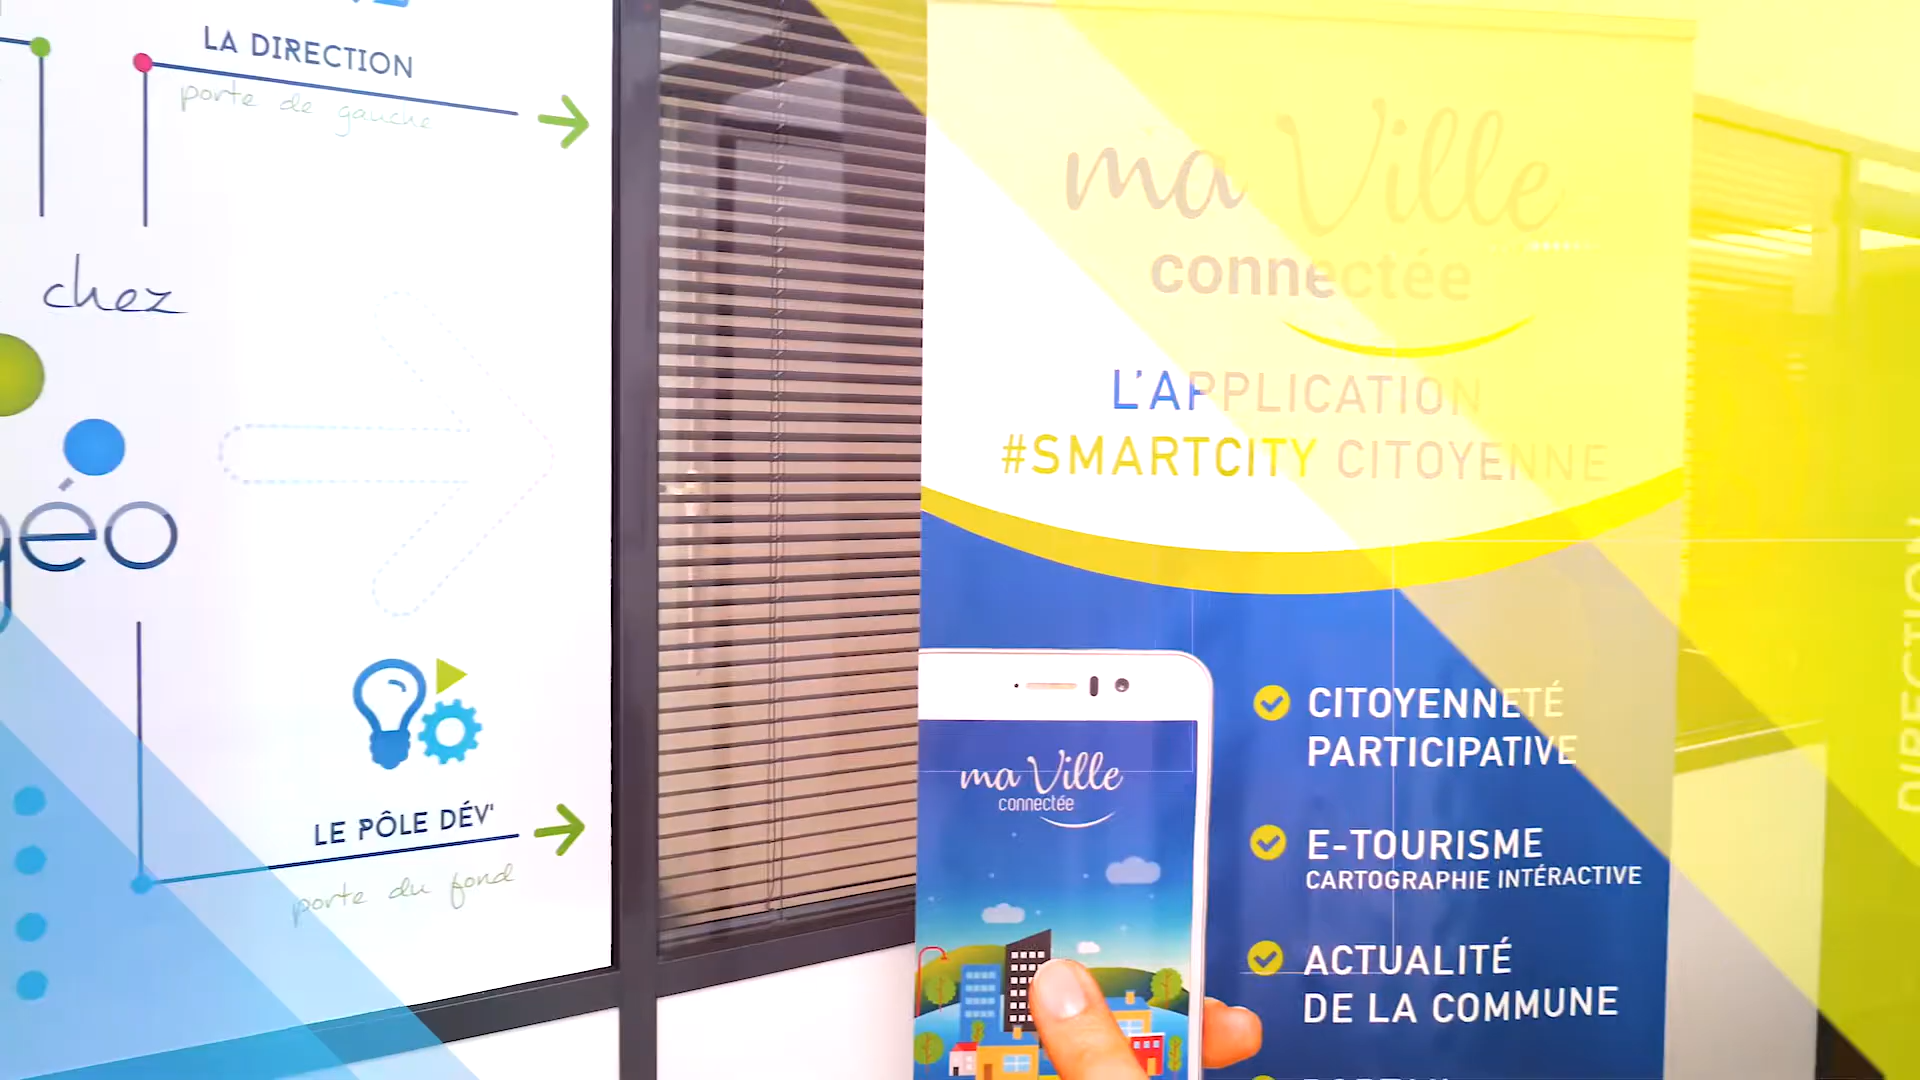 LA DIRECTION
porte de gauche
chez
géo
LE PÔLE DÉV'
porte du fond
ma Ville
connectée
L'APPLICATION
#SMARTCITY CITOYENNE
ma Ville
connectée
CITOYENNETÉ
PARTICIPATIVE
E-TOURISME
CARTOGRAPHIE INTÉRACTIVE
ACTUALITÉ
DE LA COMMUNE
DIRECTION